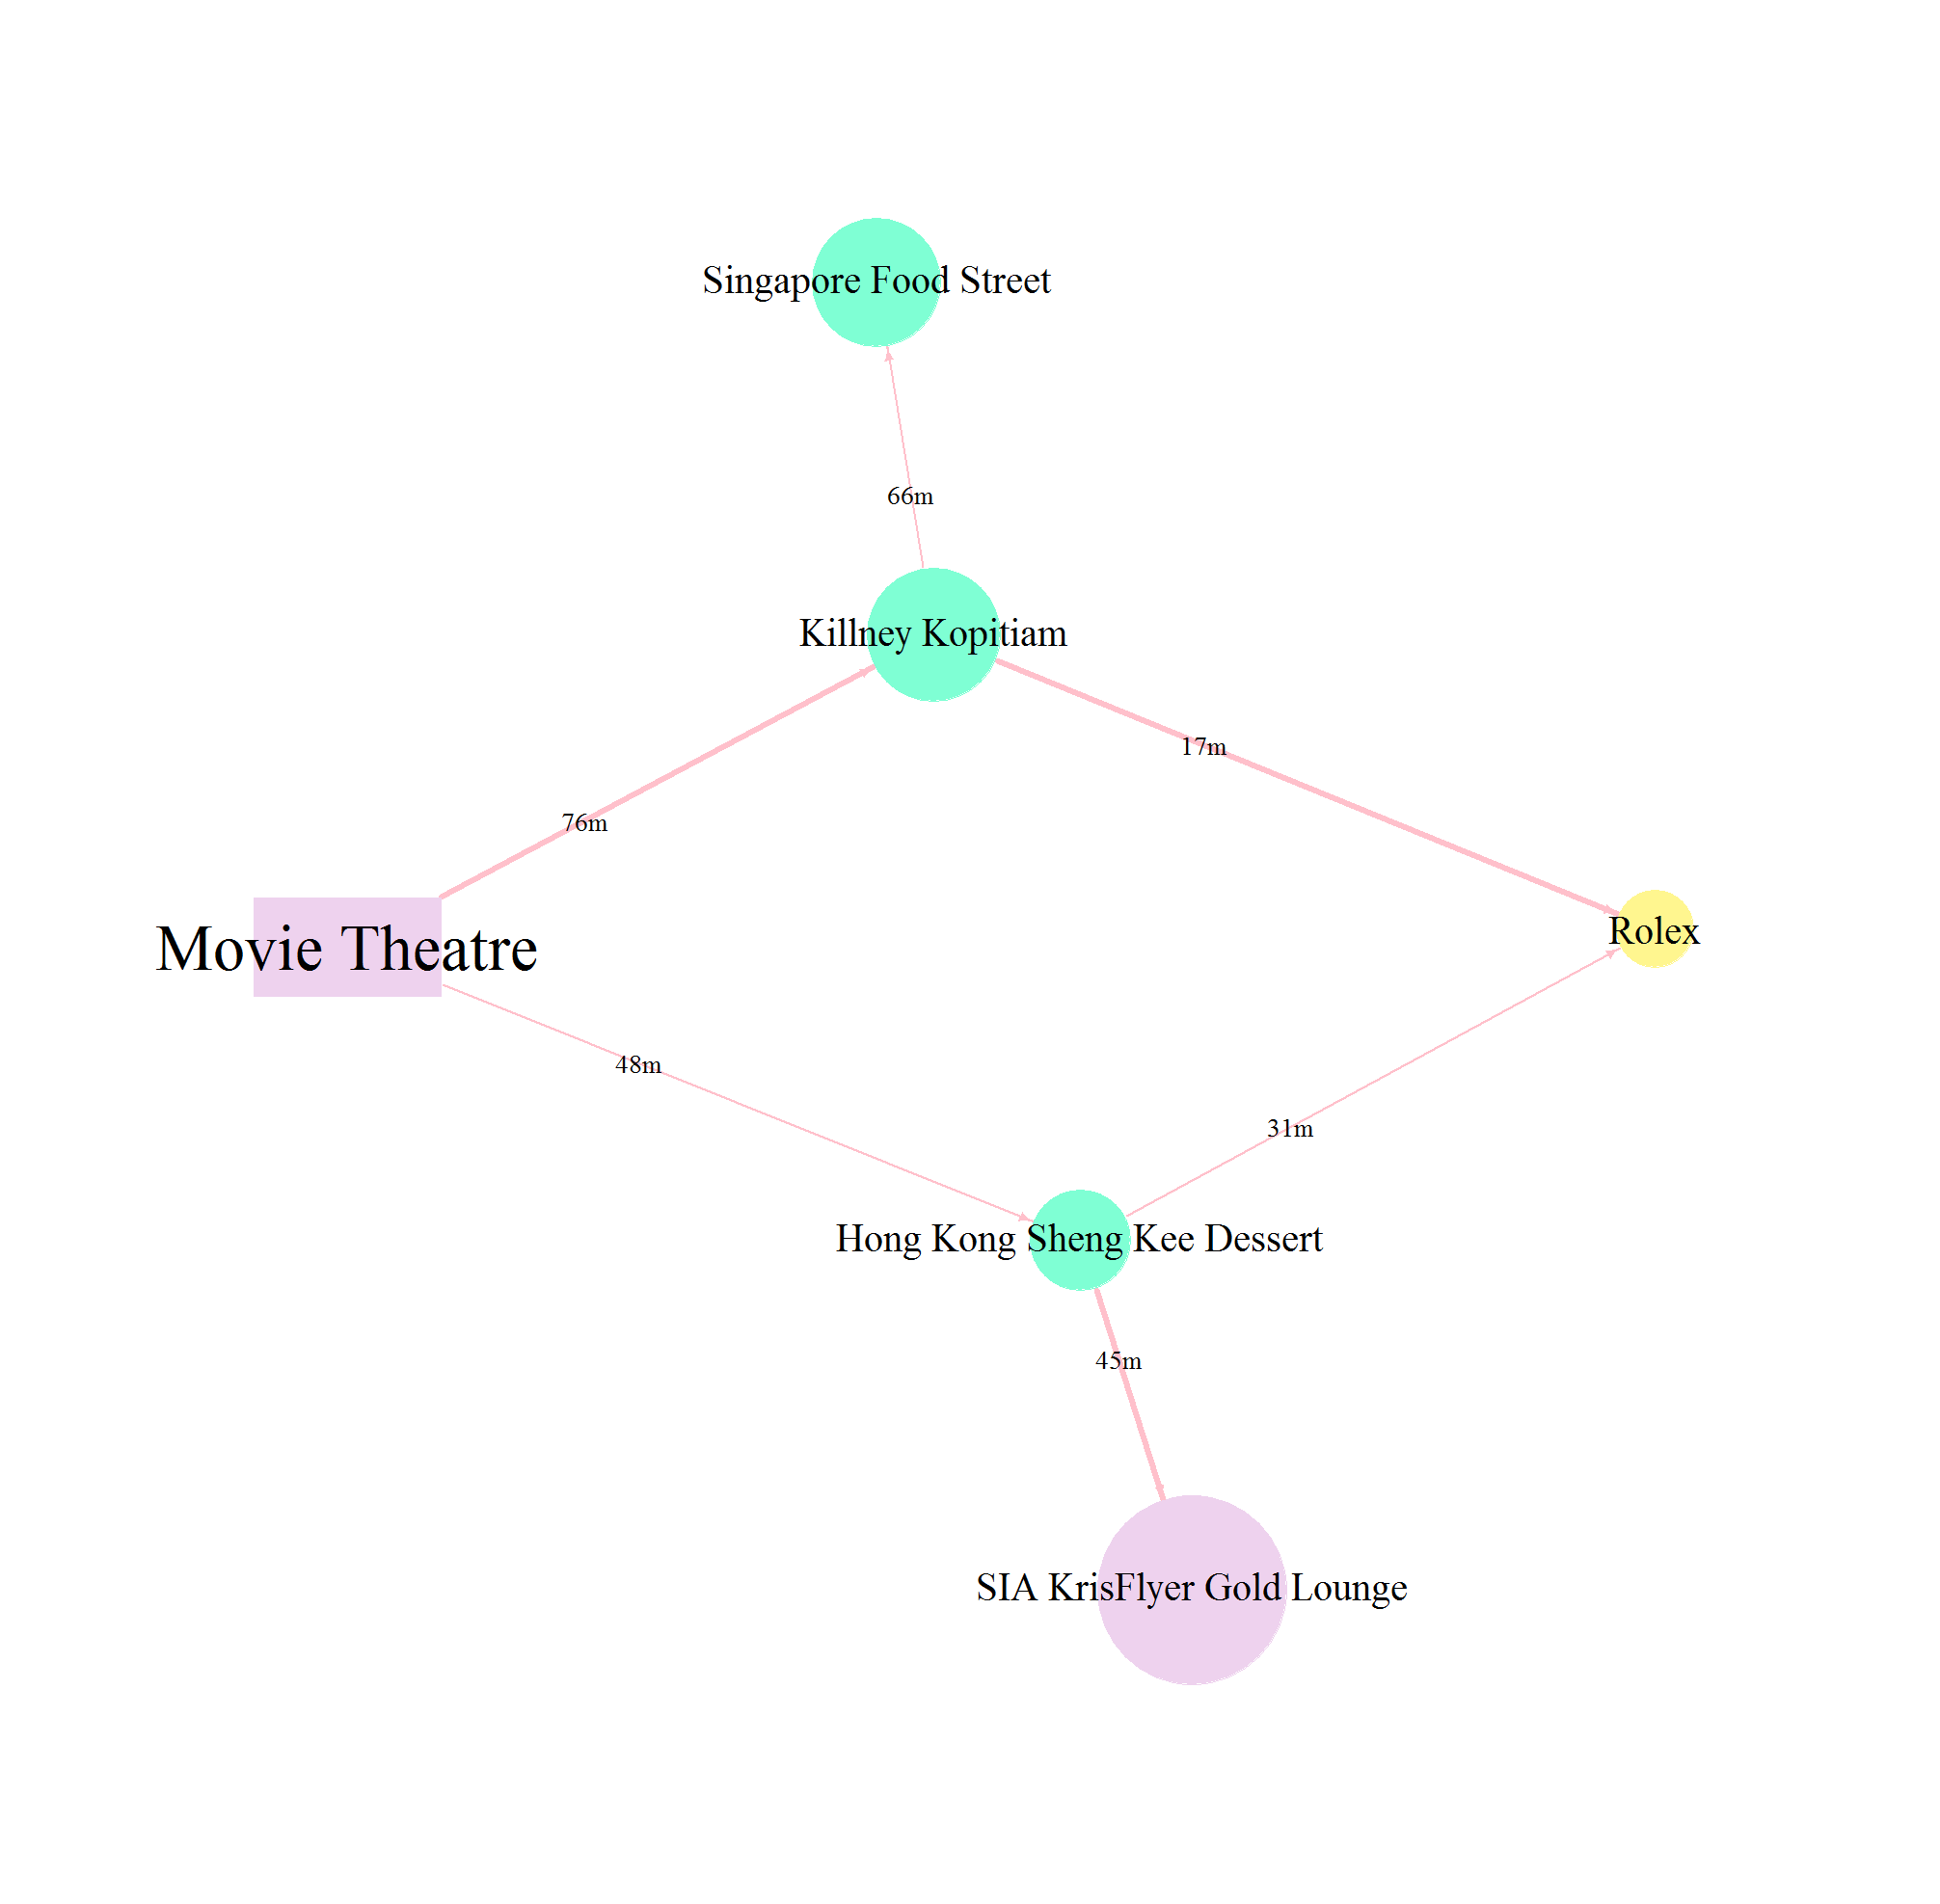 Singapore Food Street
66m
Killney Kopitiam
17m
76m
Movie Theatre
Rolex
48m
31m
Hong Kong Sheng Kee Dessert
45m
SIA KrisFlyer Gold Lounge